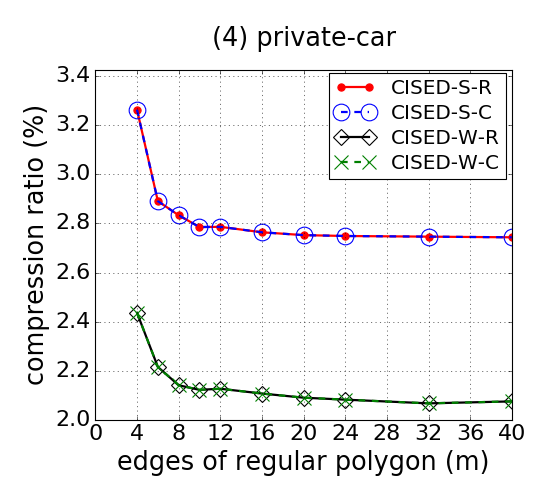 (4) private-car
compression ratio (%)
3.4
3.2
3.0
2.8
2.6
2.4
2.2
2.0
CISED-S-R
CISED-S-C
CISED-W-R
CISED-W-C
0 4 8 12 16 20 24 28 32 36 40
edges of regular polygon (m)